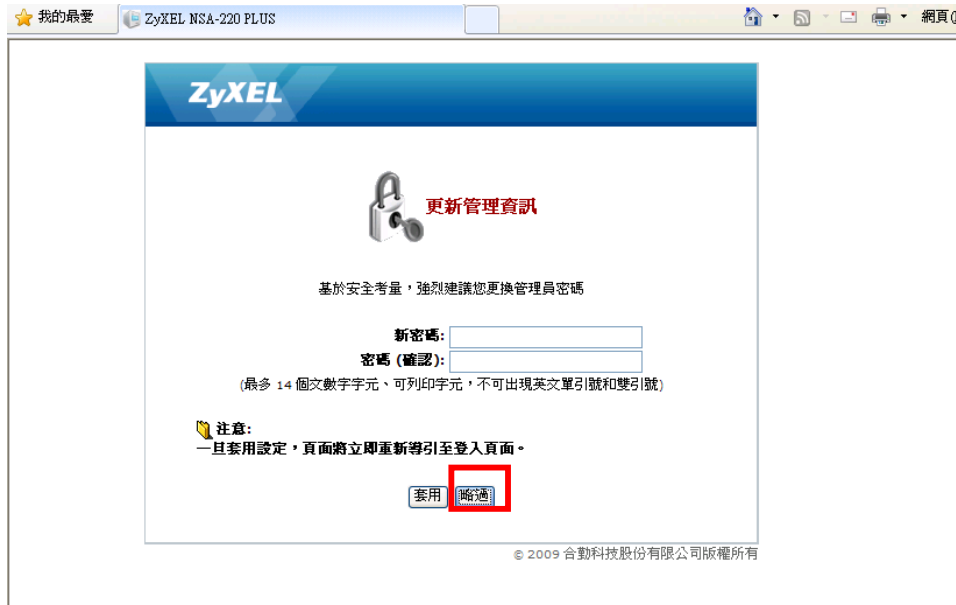 我的最愛 ZyXEL NSA-220 PLUS 網頁(
ZyXEL
更新管理資訊
基於安全考量，強烈建議您更換管理員密碼
新密碼:
密碼 (確認):
(最多 14 個文數字字元、可列印字元，不可出現英文單引號和雙引號)
注意:
一旦套用設定，頁面將立即重新導引至登入頁面。
套用 略過
© 2009 合勤科技股份有限公司版權所有